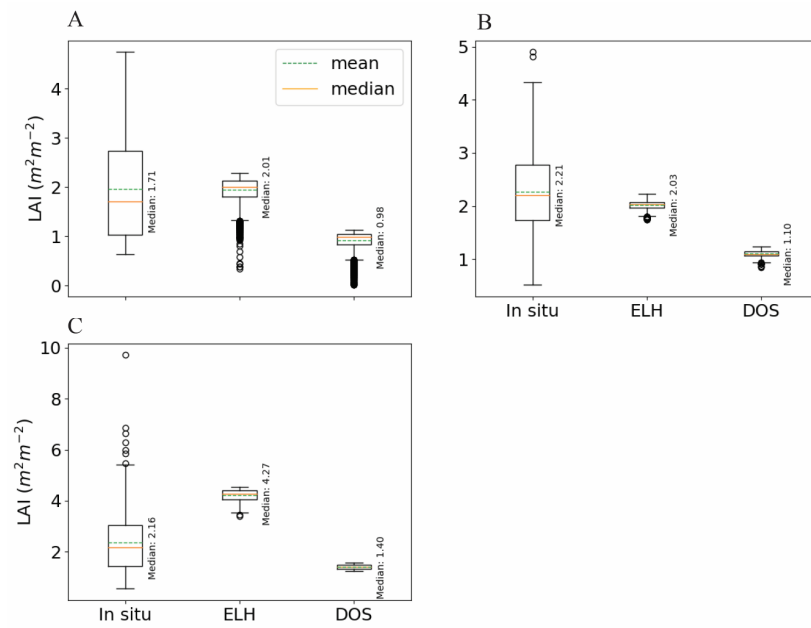 A
LAI (m²m⁻²)
4
3
2
1
0
mean
median
Median: 1.71
Median: 2.01
Median: 0.98
B
5
4
3
2
1
Median: 2.21
Median: 2.03
Median: 1.10
In situ ELH DOS
C
LAI (m²m⁻²)
10
8
6
4
2
Median: 2.16
Median: 4.27
Median: 1.40
In situ ELH DOS